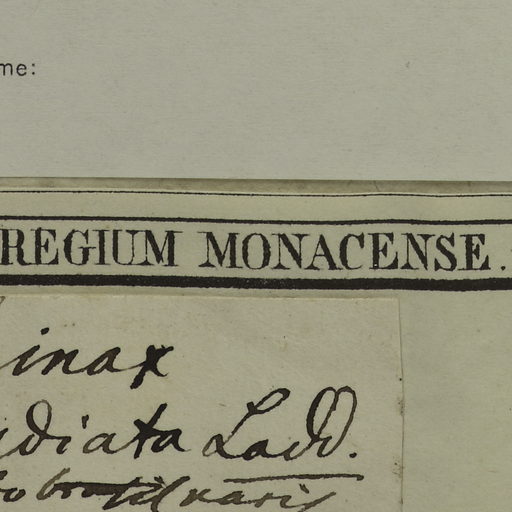 me:
REGIUM MONACENSE.
inax
diata Ladd.